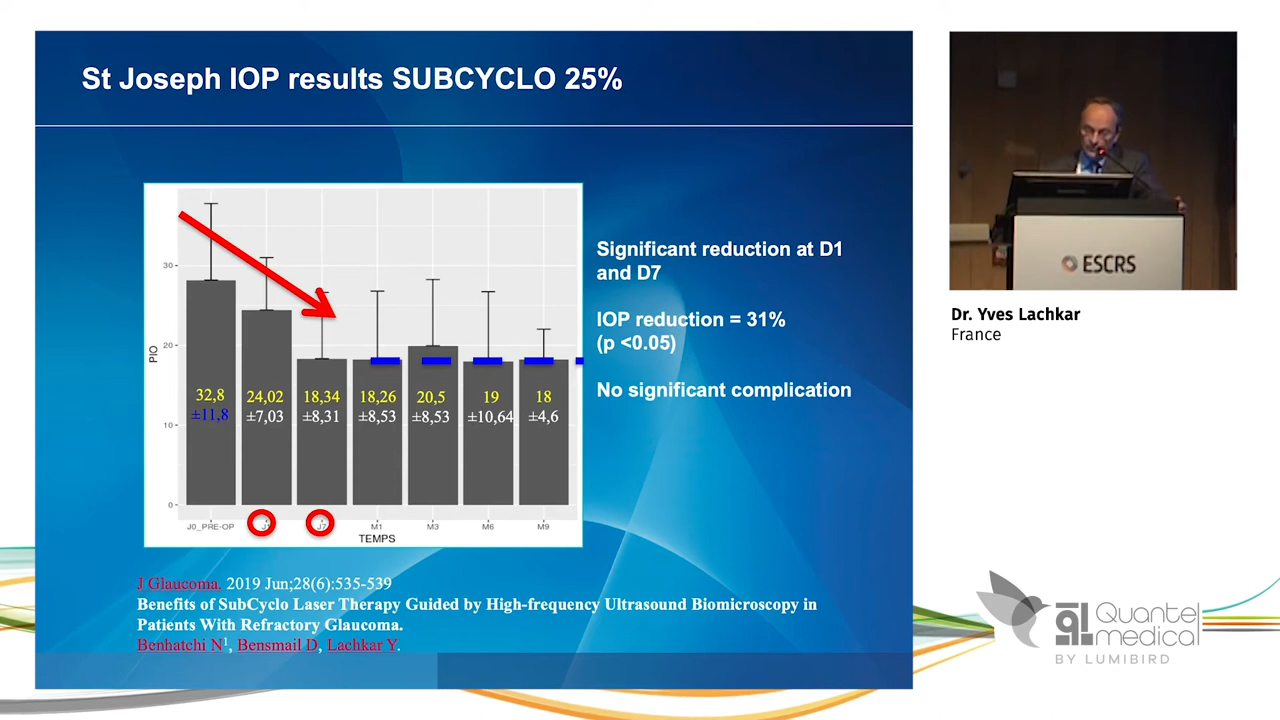 St Joseph IOP results SUBCYCLO 25%
PIO
30
20
10
0
32,8
±11,8
24,02
±7,03
18,34
±8,31
18,26
±8,53
20,5
±8,53
19
±10,64
18
±4,6
J0_PRE-OP
J7
M1
M3
M6
M9
TEMPS
Significant reduction at D1
and D7
IOP reduction = 31%
(p <0.05)
No significant complication
J Glaucoma. 2019 Jun;28(6):535-539
Benefits of SubCyclo Laser Therapy Guided by High-frequency Ultrasound Biomicroscopy in
Patients With Refractory Glaucoma.
Benhatchi N1, Bensmail D, Lachkar Y.
ESCRS
Dr. Yves Lachkar
France
Quantel
medical
BY LUMIBIRD